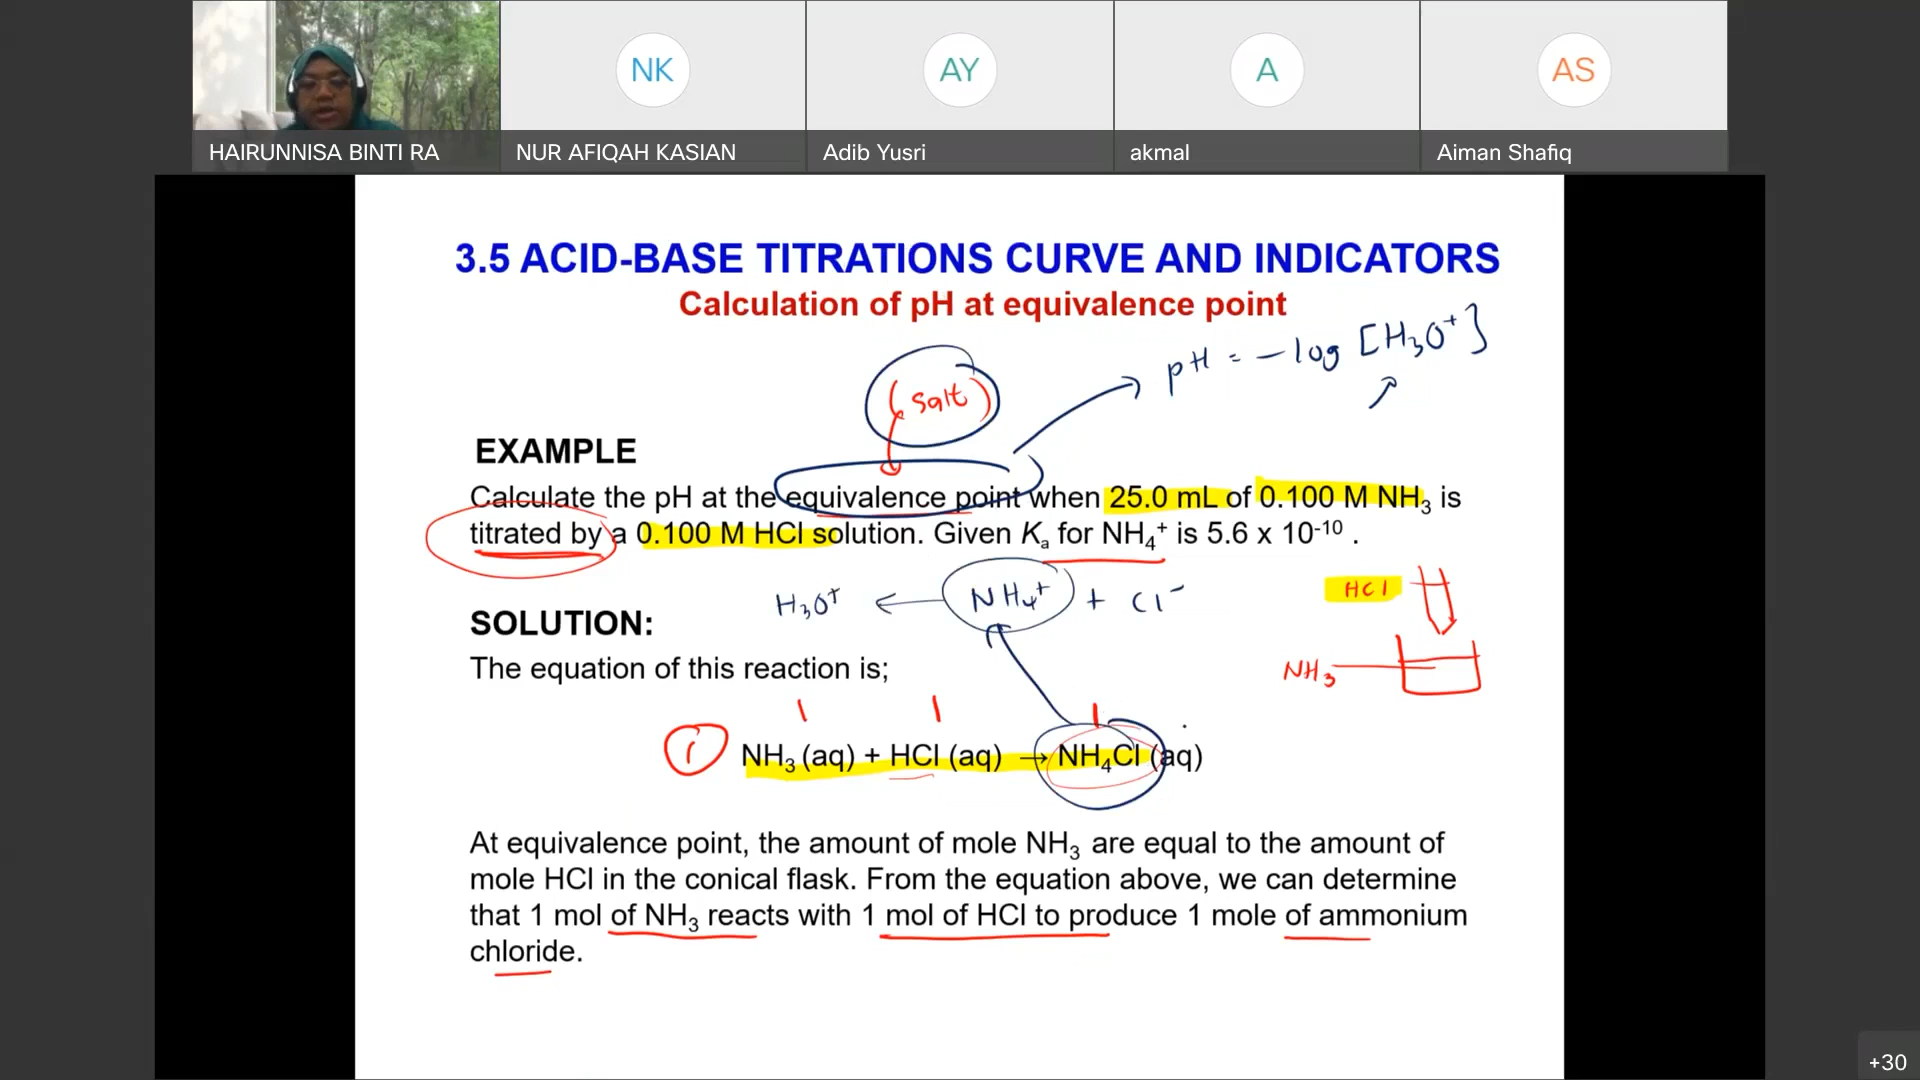 NK
AY
A
AS
HAIRUNNISA BINTI RA
NUR AFIQAH KASIAN
Adib Yusri
akmal
Aiman Shafiq
3.5 ACID-BASE TITRATIONS CURVE AND INDICATORS
Calculation of pH at equivalence point
pH = -log [H₃O⁺]
(salt)
EXAMPLE
Calculate the pH at the equivalence point when 25.0 mL of 0.100 M NH₃ is
titrated by a 0.100 M HCl solution. Given Kₐ for NH₄⁺ is 5.6 x 10⁻¹⁰ .
H₃O⁺ ← NH₄⁺ + Cl⁻
HCl
SOLUTION:
The equation of this reaction is;
NH₃
1 1 1
1 NH₃ (aq) + HCl (aq) → NH₄Cl (aq)
At equivalence point, the amount of mole NH₃ are equal to the amount of
mole HCl in the conical flask. From the equation above, we can determine
that 1 mol of NH₃ reacts with 1 mol of HCl to produce 1 mole of ammonium
chloride.
+30